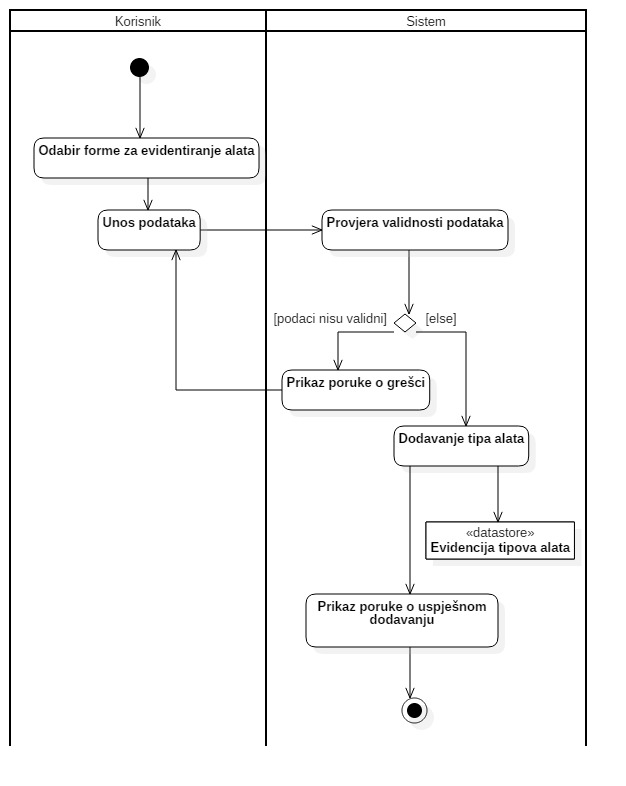 Korisnik
Sistem
Odabir forme za evidentiranje alata
Unos podataka
Provjera validnosti podataka
[podaci nisu validni]
[else]
Prikaz poruke o grešci
Dodavanje tipa alata
«datastore»
Evidencija tipova alata
Prikaz poruke o uspješnom
dodavanju